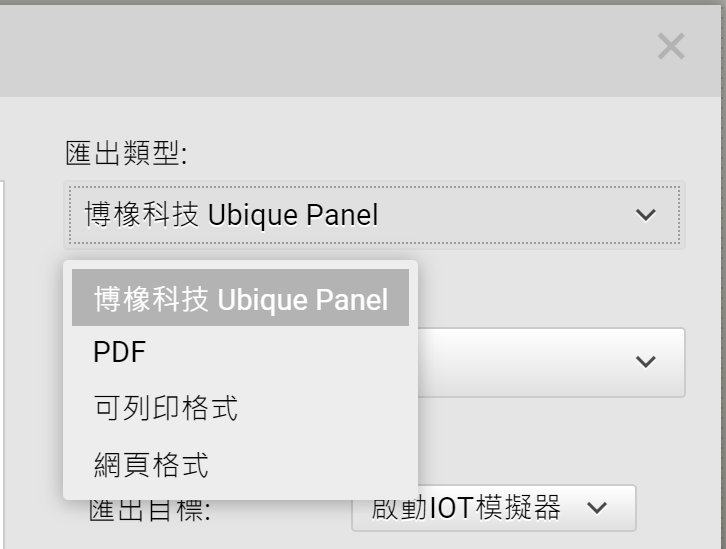 匯出類型:
博橡科技 Ubique Panel
博橡科技 Ubique Panel
PDF
可列印格式
網頁格式
匯出目標:
啟動IOT模擬器